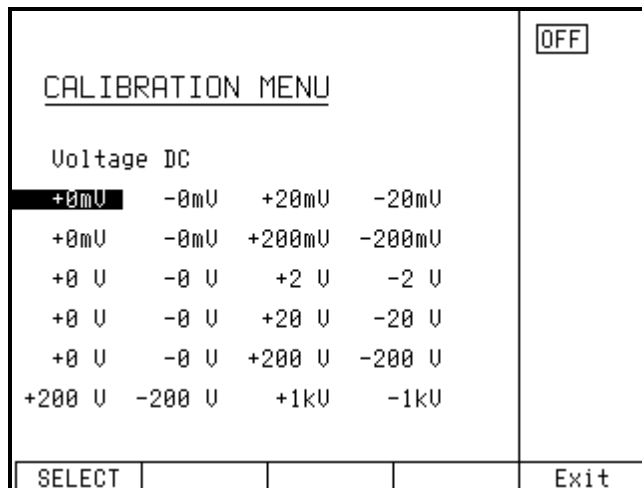 OFF
CALIBRATION MENU
Voltage DC
+0mV -0mV +20mV -20mV
+0mV -0mV +200mV -200mV
+0 V -0 V +2 V -2 V
+0 V -0 V +20 V -20 V
+0 V -0 V +200 V -200 V
+200 V -200 V +1kV -1kV
SELECT Exit